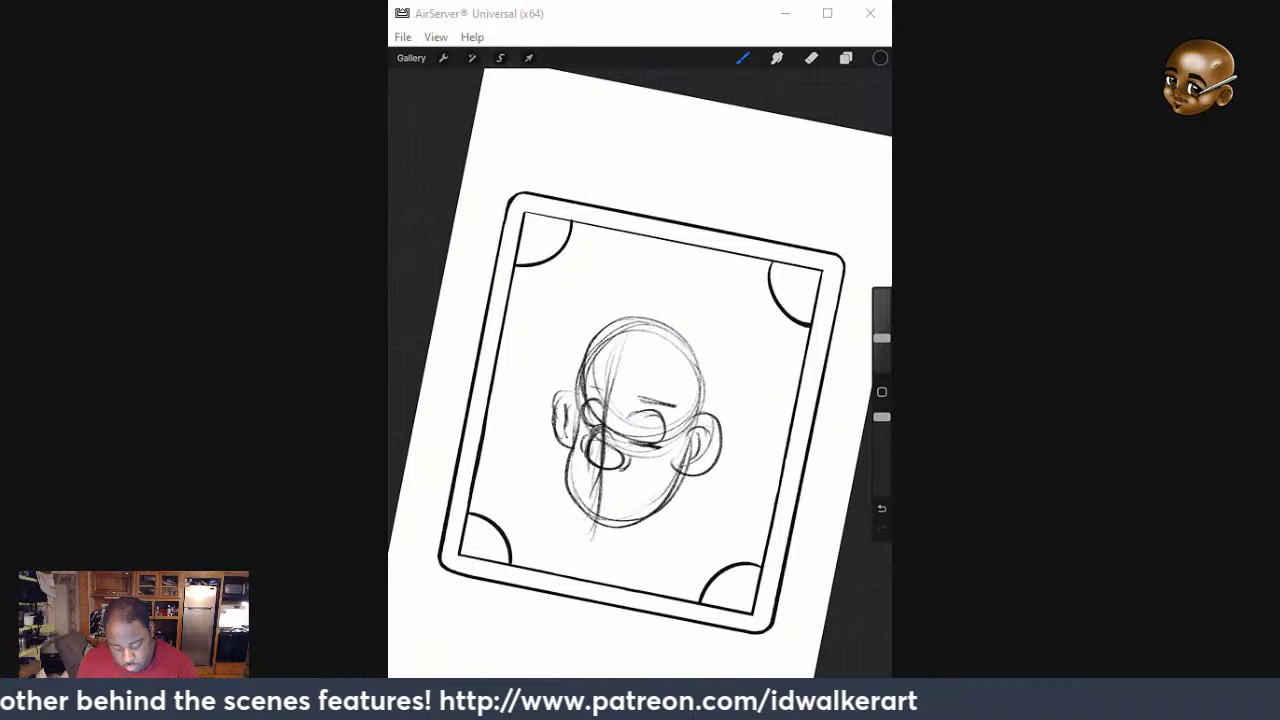 AirServer® Universal (x64)
File View Help
Gallery
other behind the scenes features! http://www.patreon.com/idwalkerart